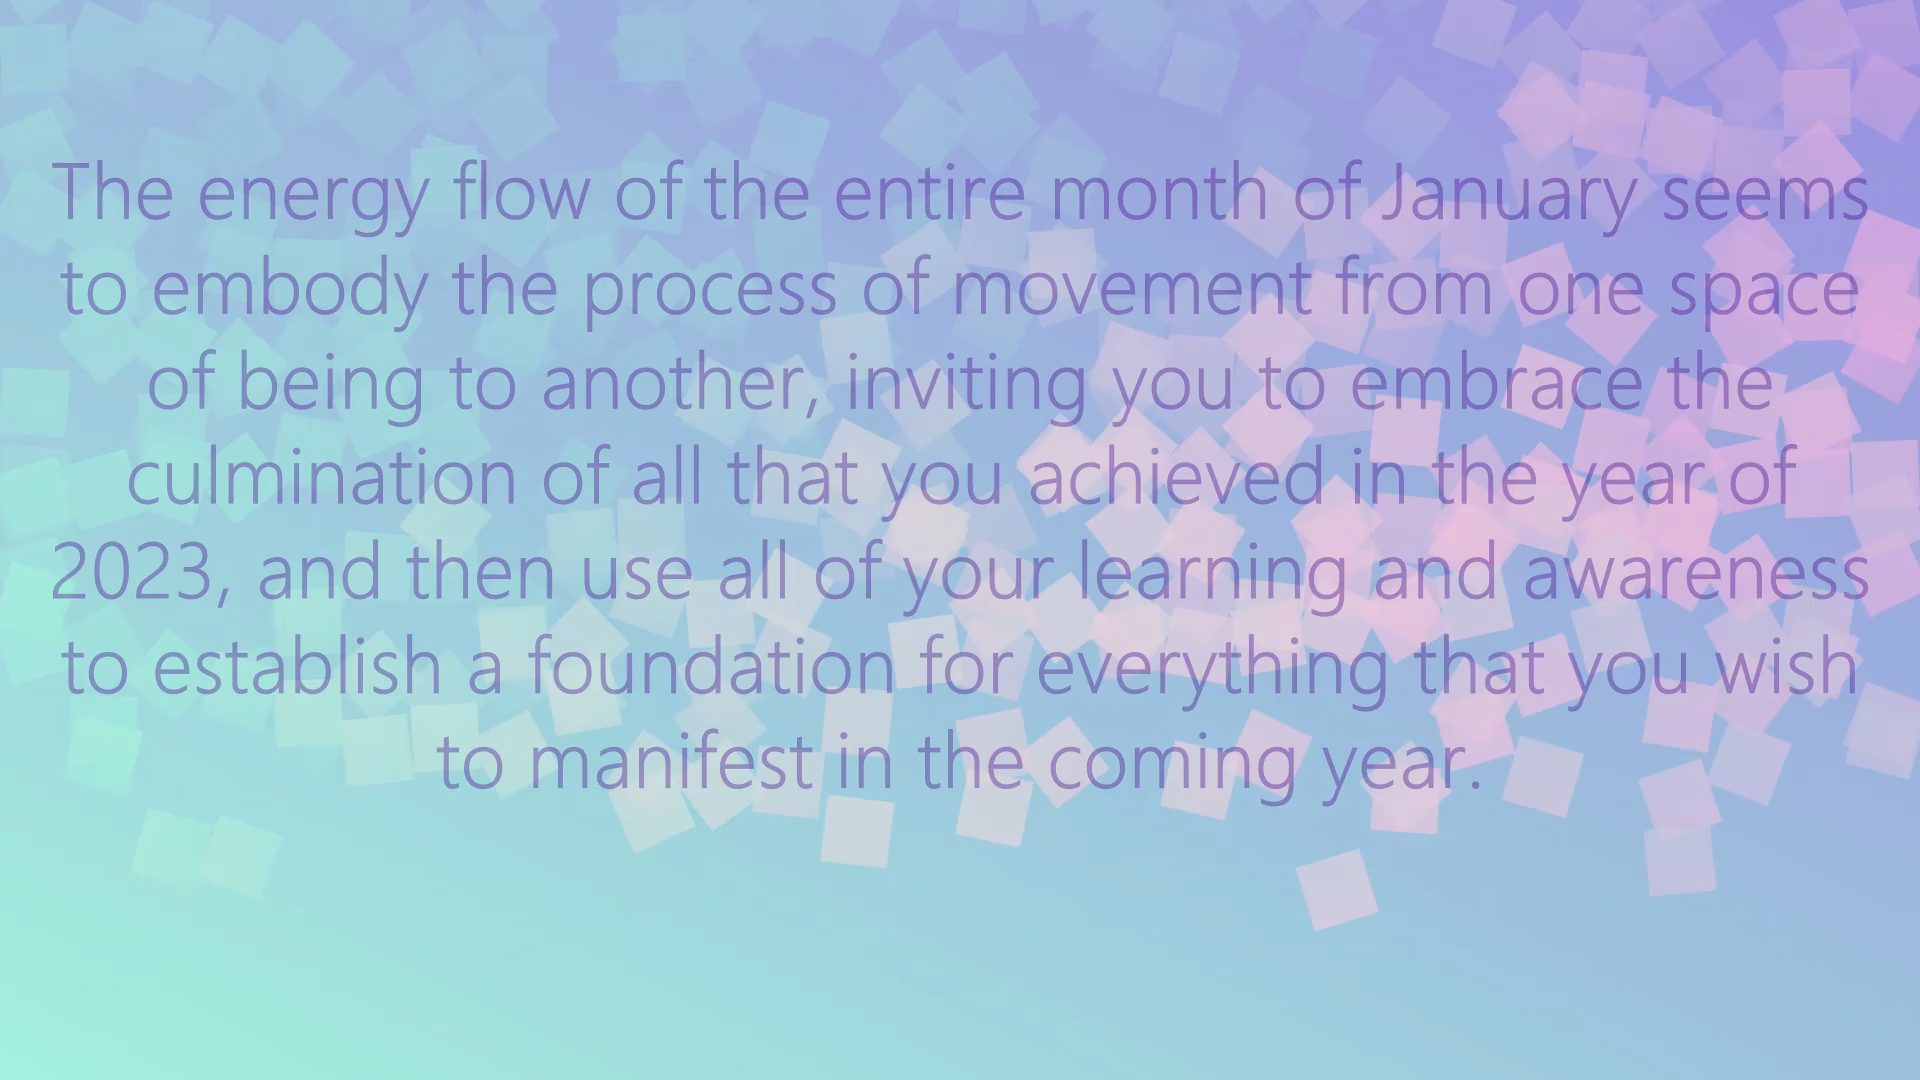 The energy flow of the entire month of January seems
to embody the process of movement from one space
of being to another, inviting you to embrace the
culmination of all that you achieved in the year of
2023, and then use all of your learning and awareness
to establish a foundation for everything that you wish
to manifest in the coming year.